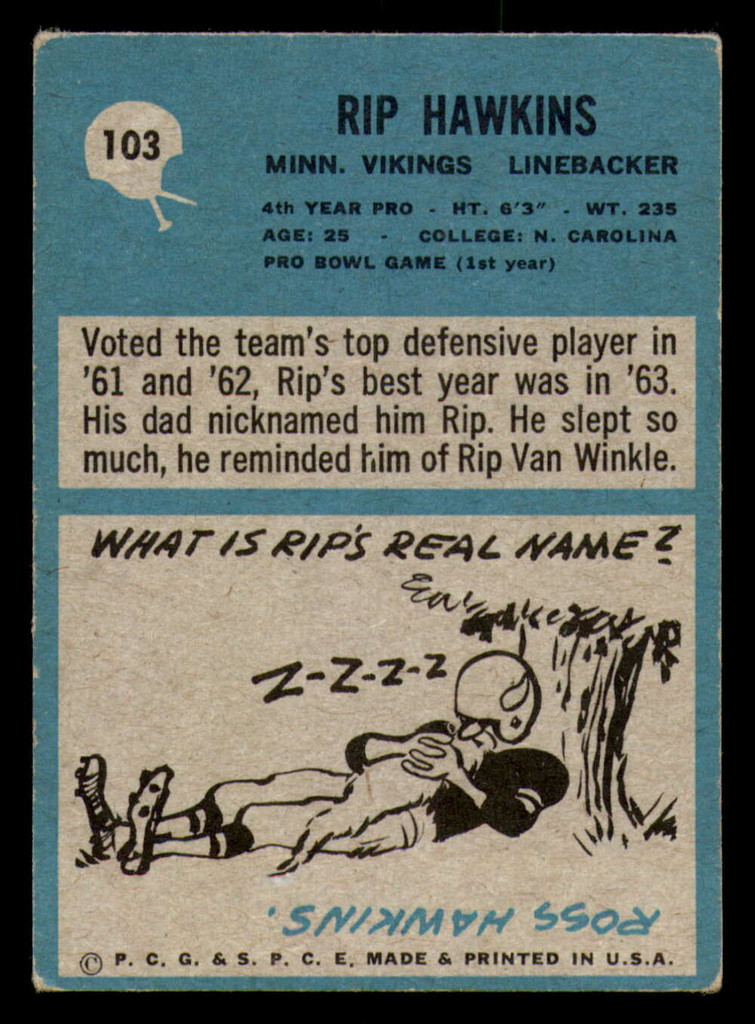 103
RIP HAWKINS
MINN. VIKINGS LINEBACKER
4th YEAR PRO - HT. 6'3" - WT. 235
AGE: 25 - COLLEGE: N. CAROLINA
PRO BOWL GAME (1st year)
Voted the team's top defensive player in
'61 and '62, Rip's best year was in '63.
His dad nicknamed him Rip. He slept so
much, he reminded him of Rip Van Winkle.
WHAT IS RIP'S REAL NAME?
Z-Z-Z-Z
ROSS HAWKINS.
© P. C. G. & S. P. C. E. MADE & PRINTED IN U.S.A.